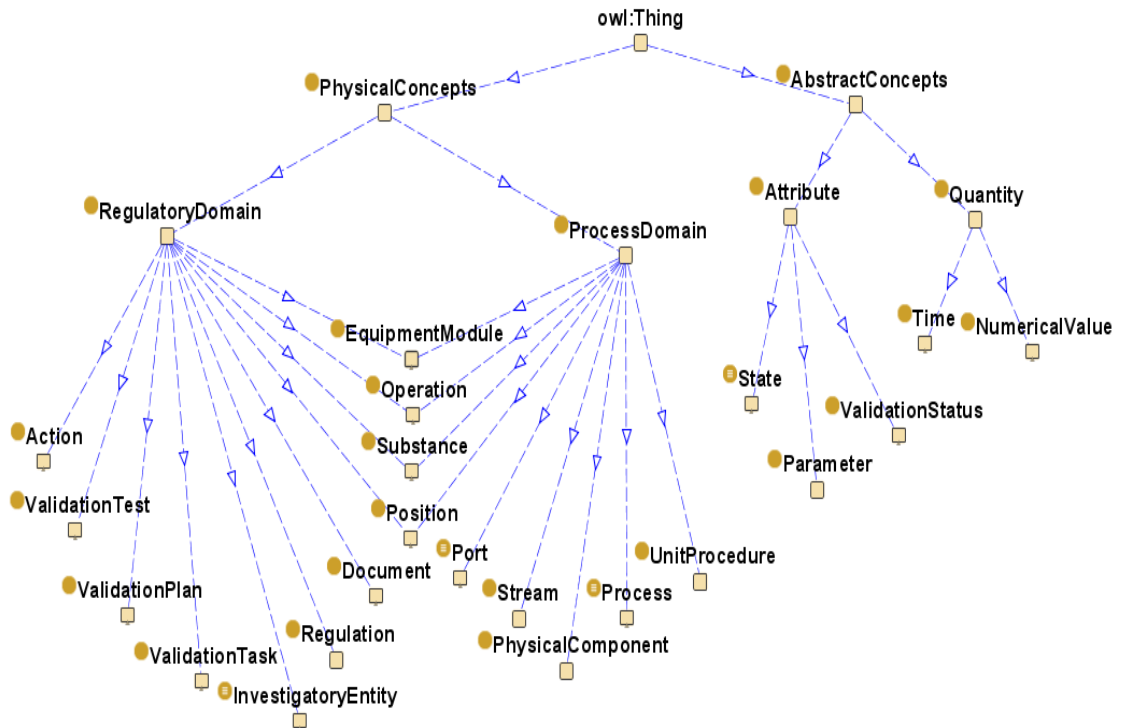 owl:Thing
PhysicalConcepts
AbstractConcepts
RegulatoryDomain
ProcessDomain
Attribute
Quantity
EquipmentModule
Time
NumericalValue
Operation
State
Action
Substance
ValidationStatus
Parameter
ValidationTest
Position
Port
UnitProcedure
ValidationPlan
Document
Stream
Process
Regulation
PhysicalComponent
ValidationTask
InvestigatoryEntity